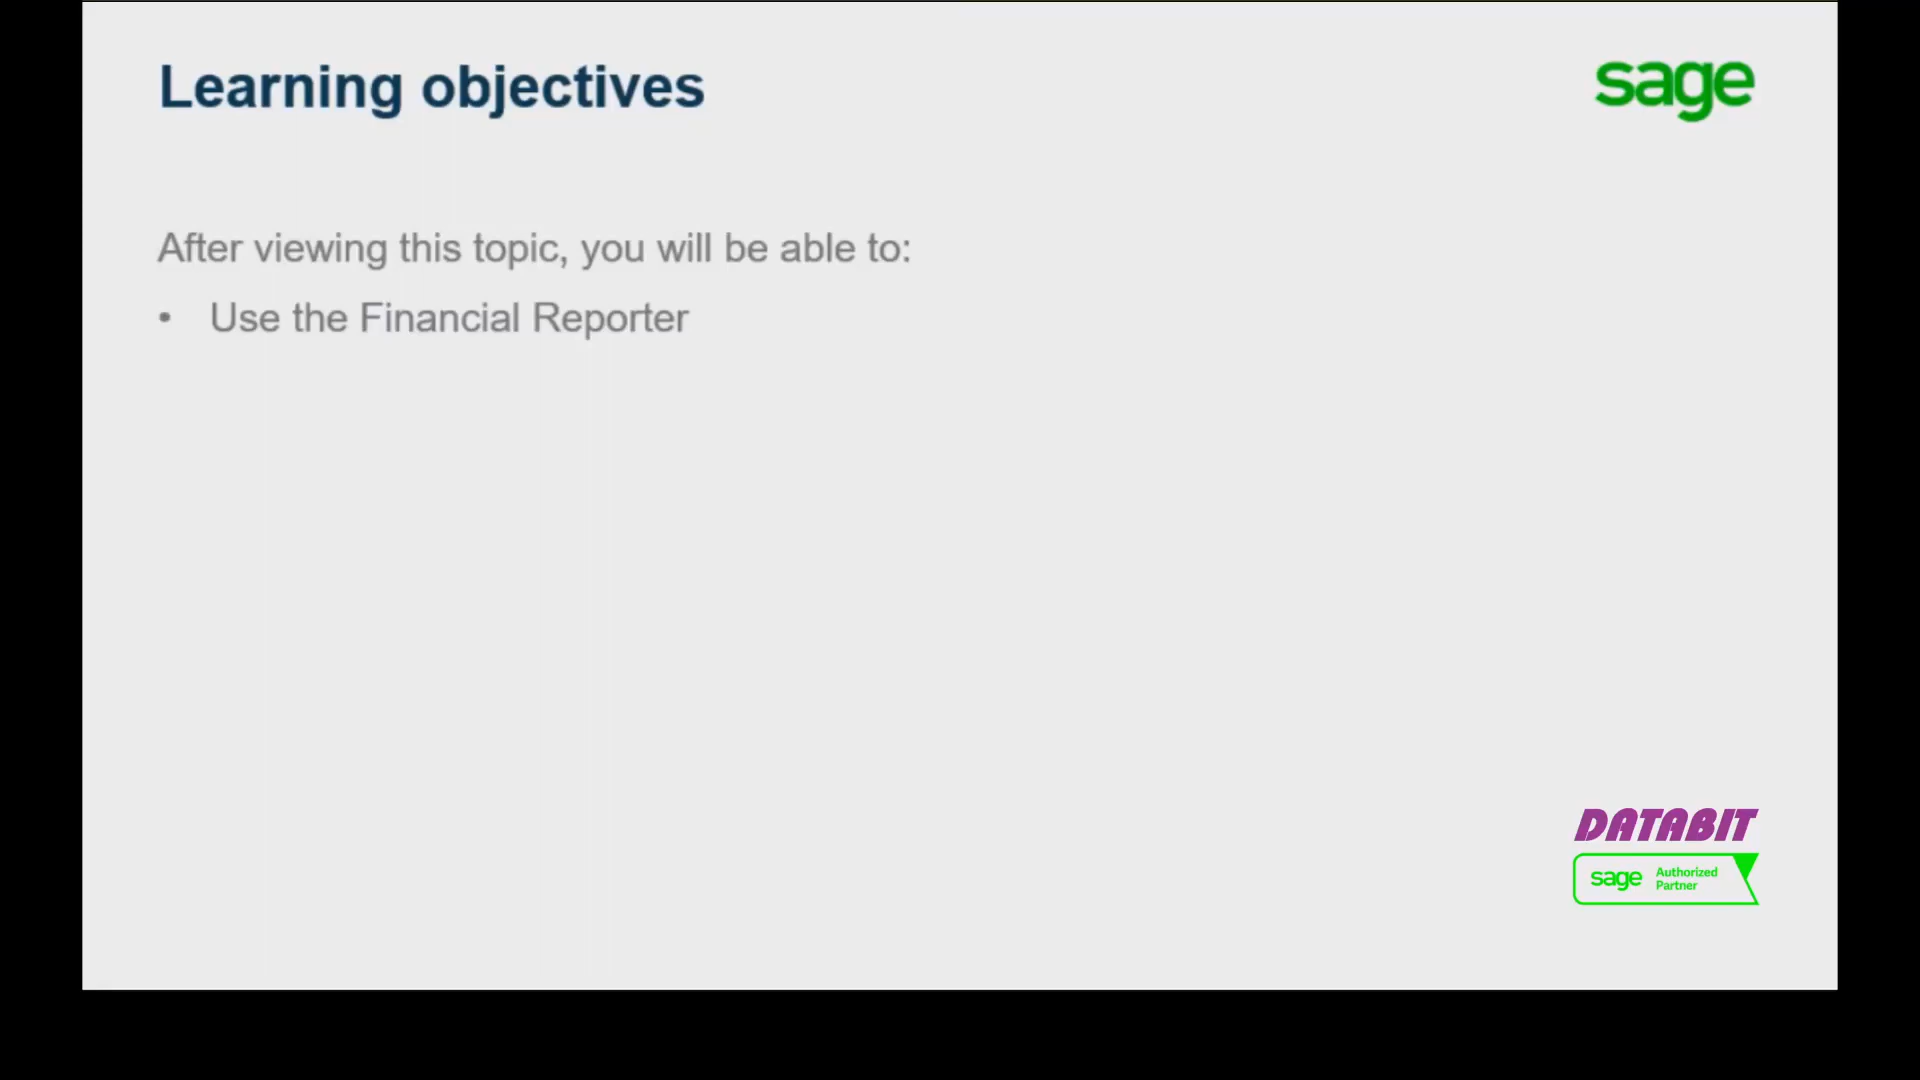 Learning objectives
sage
After viewing this topic, you will be able to:
• Use the Financial Reporter
DATABIT
sage Authorized
Partner